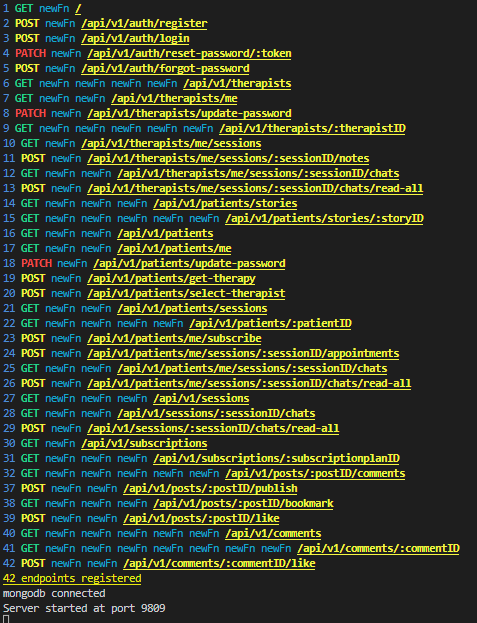 1 GET newFn /
2 POST newFn /api/v1/auth/register
3 POST newFn /api/v1/auth/login
4 PATCH newFn /api/v1/auth/reset-password/:token
5 POST newFn /api/v1/auth/forgot-password
6 GET newFn newFn newFn newFn /api/v1/therapists
7 GET newFn newFn /api/v1/therapists/me
8 PATCH newFn /api/v1/therapists/update-password
9 GET newFn newFn newFn newFn newFn /api/v1/therapists/:therapistID
10 GET newFn /api/v1/therapists/me/sessions
11 POST newFn /api/v1/therapists/me/sessions/:sessionID/notes
12 GET newFn newFn /api/v1/therapists/me/sessions/:sessionID/chats
13 POST newFn /api/v1/therapists/me/sessions/:sessionID/chats/read-all
14 GET newFn newFn newFn /api/v1/patients/stories
15 GET newFn newFn newFn newFn newFn /api/v1/patients/stories/:storyID
16 GET newFn newFn /api/v1/patients
17 GET newFn newFn /api/v1/patients/me
18 PATCH newFn /api/v1/patients/update-password
19 POST newFn /api/v1/patients/get-therapy
20 POST newFn /api/v1/patients/select-therapist
21 GET newFn newFn /api/v1/patients/sessions
22 GET newFn newFn newFn newFn /api/v1/patients/:patientID
23 POST newFn newFn /api/v1/patients/me/subscribe
24 POST newFn /api/v1/patients/me/sessions/:sessionID/appointments
25 GET newFn newFn /api/v1/patients/me/sessions/:sessionID/chats
26 POST newFn /api/v1/patients/me/sessions/:sessionID/chats/read-all
27 GET newFn newFn newFn /api/v1/sessions
28 GET newFn newFn /api/v1/sessions/:sessionID/chats
29 POST newFn /api/v1/sessions/:sessionID/chats/read-all
30 GET newFn /api/v1/subscriptions
31 GET newFn newFn newFn /api/v1/subscriptions/:subscriptionplanID
32 GET newFn newFn newFn newFn newFn /api/v1/posts/:postID/comments
37 POST newFn newFn /api/v1/posts/:postID/publish
38 GET newFn newFn newFn /api/v1/posts/:postID/bookmark
39 POST newFn newFn /api/v1/posts/:postID/like
40 GET newFn newFn newFn newFn newFn /api/v1/comments
41 GET newFn newFn newFn newFn newFn newFn newFn /api/v1/comments/:commentID
42 POST newFn newFn /api/v1/comments/:commentID/like
42 endpoints registered
mongodb connected
Server started at port 9809